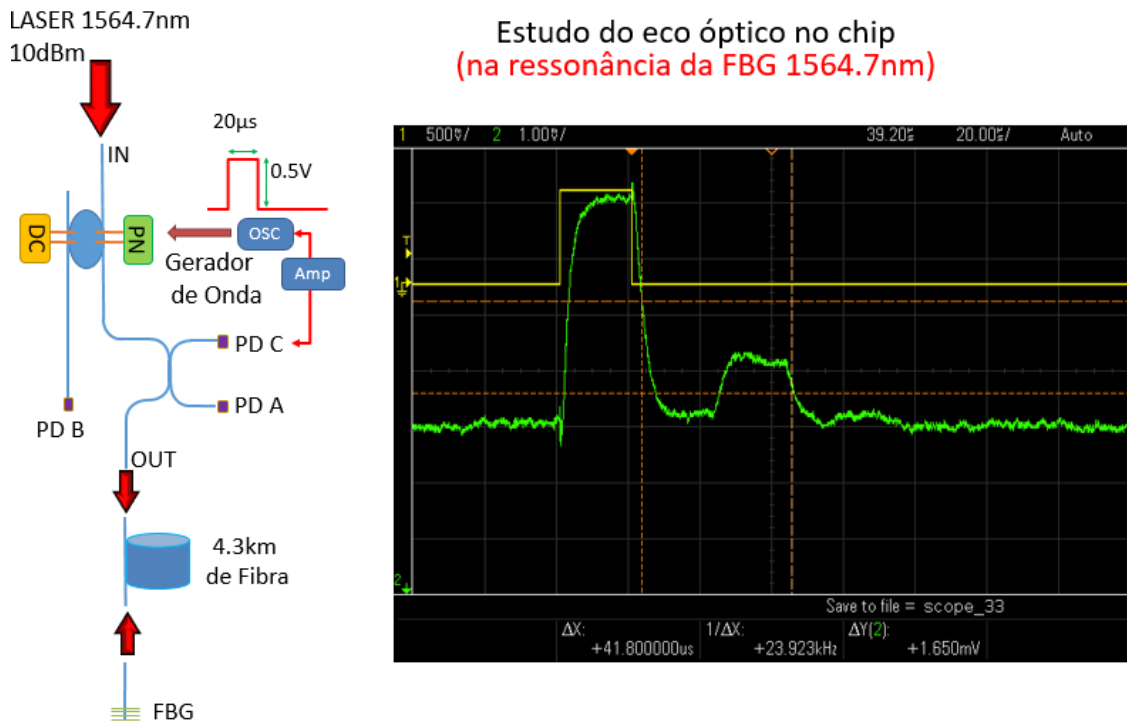 LASER 1564.7nm
10dBm
Estudo do eco óptico no chip
(na ressonância da FBG 1564.7nm)
20µs
IN
0.5V
DC
PN
OSC
Gerador
de Onda
Amp
PD C
PD A
PD B
OUT
4.3km
de Fibra
FBG
1 500▽/ 2 1.00▽/ 39.20s 20.00s/ Auto
T
1
2
Save to file = scope_33
ΔX: 1/ΔX: ΔY(2):
+41.800000us +23.923kHz +1.650mV